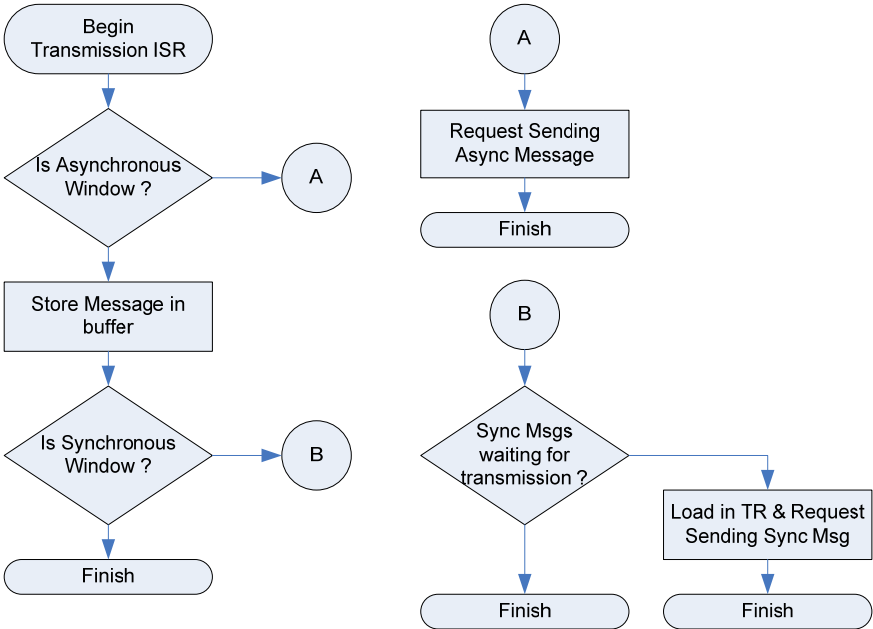 Begin
Transmission ISR
Is Asynchronous
Window ?
A
Store Message in
buffer
Is Synchronous
Window ?
B
Finish
A
Request Sending
Async Message
Finish
B
Sync Msgs
waiting for
transmission ?
Load in TR & Request
Sending Sync Msg
Finish
Finish